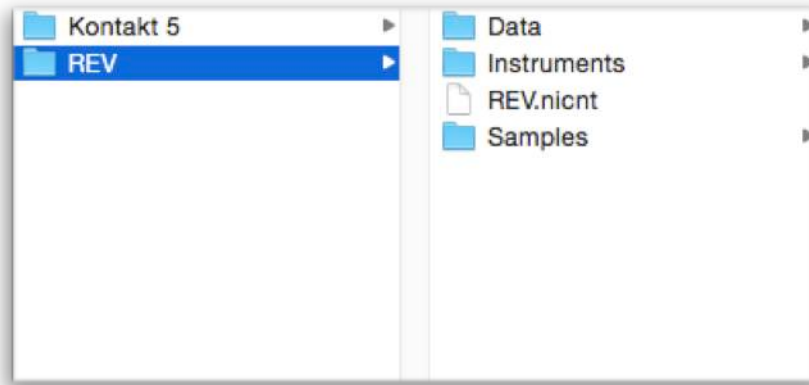 Kontakt 5
REV
Data
Instruments
REV.nicnt
Samples